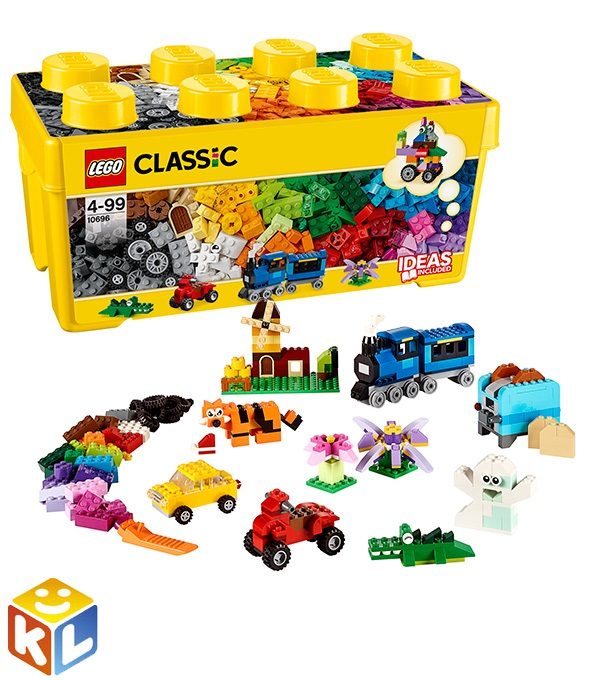 LEGO CLASSIC
4-99
10696
IDEAS
INCLUDED
KL